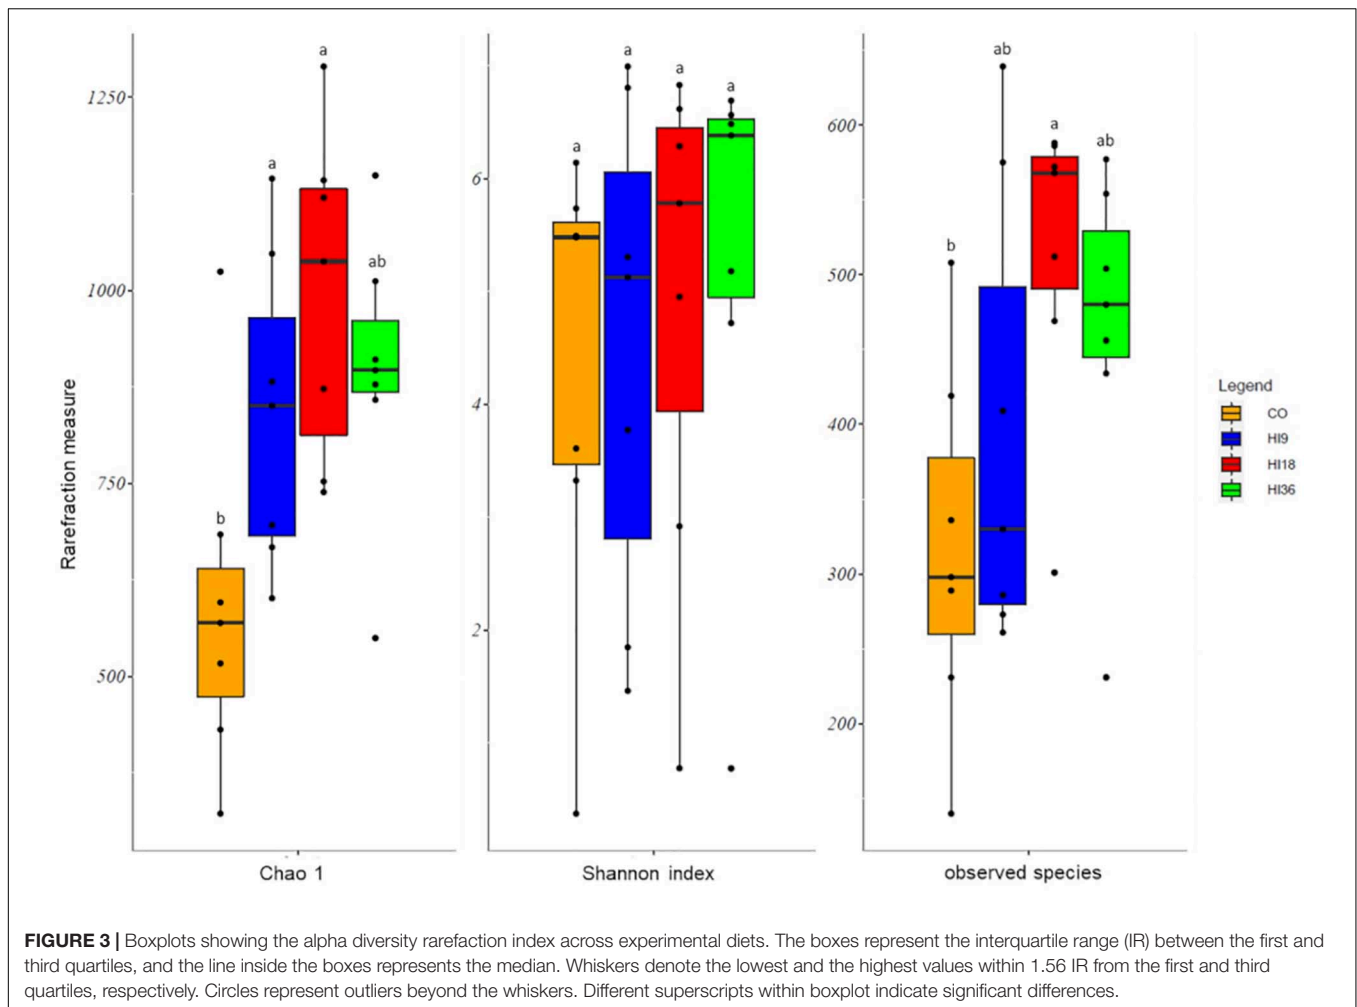 a
a
ab
b
1250
1000
750
500
Rarefraction measure
Chao 1
a
a
a
a
6
4
2
Shannon index
ab
a
ab
b
600
500
400
300
200
observed species
Legend
CO
HI9
HI18
HI36
FIGURE 3 | Boxplots showing the alpha diversity rarefaction index across experimental diets. The boxes represent the interquartile range (IR) between the first and
third quartiles, and the line inside the boxes represents the median. Whiskers denote the lowest and the highest values within 1.56 IR from the first and third
quartiles, respectively. Circles represent outliers beyond the whiskers. Different superscripts within boxplot indicate significant differences.